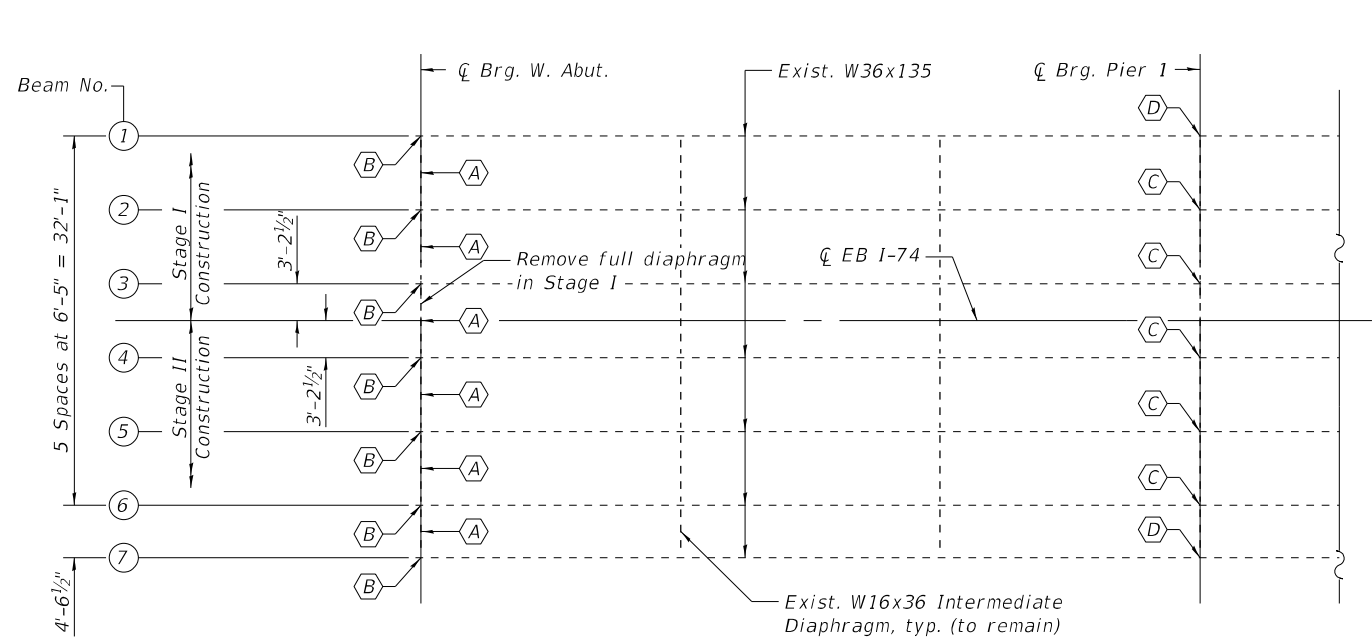 ℄ Brg. W. Abut.
Exist. W36x135
℄ Brg. Pier 1
Beam No.
D
1
B
A
C
2
Stage I
Construction
3'-2½"
B
A
Remove full diaphragm
in Stage I
℄ EB I-74
C
3
B
A
C
5 Spaces at 6'-5" = 32'-1"
4
Stage II
Construction
3'-2½"
B
A
C
5
B
A
C
6
B
A
D
7
B
4'-6½"
Exist. W16x36 Intermediate
Diaphragm, typ. (to remain)